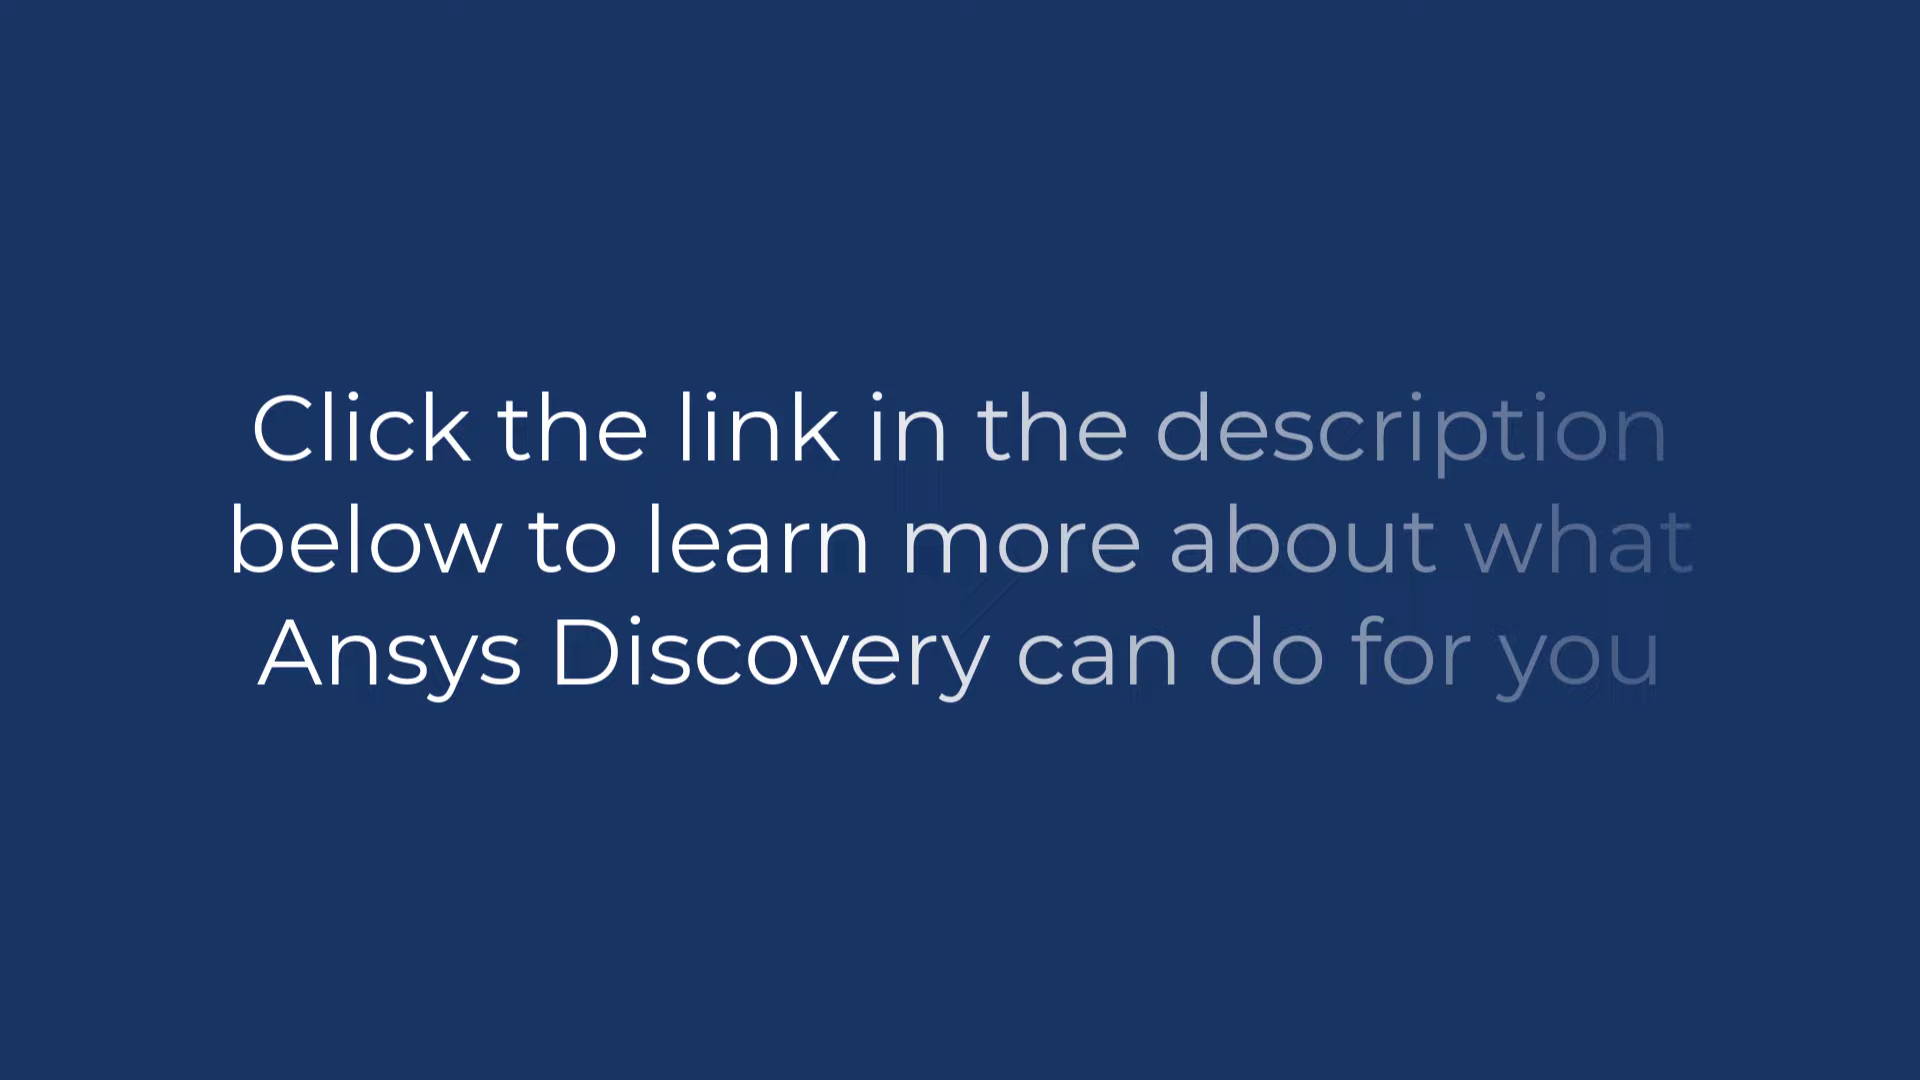 Click the link in the description
below to learn more about what
Ansys Discovery can do for you